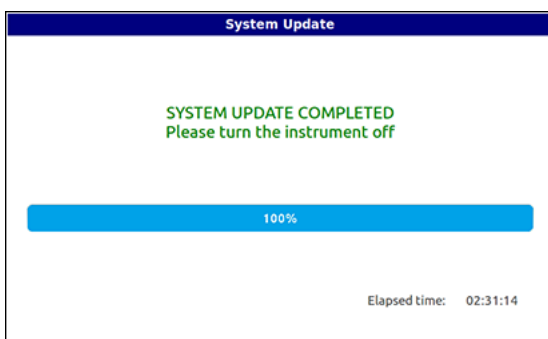 System Update
SYSTEM UPDATE COMPLETED
Please turn the instrument off
100%
Elapsed time: 02:31:14